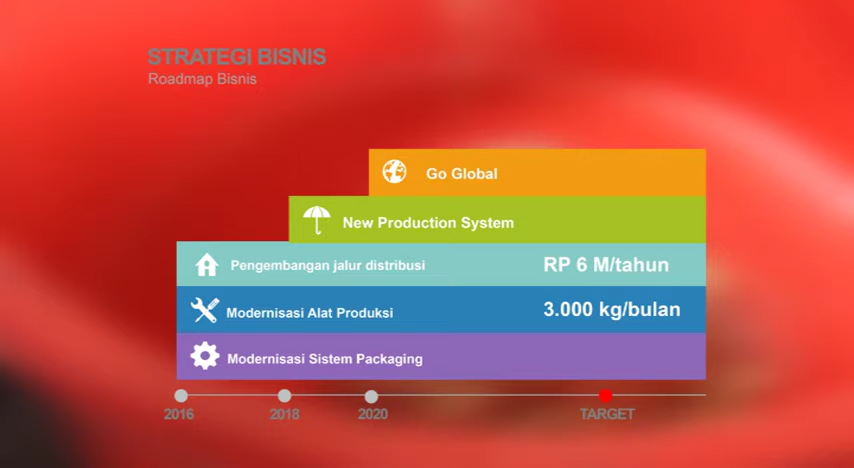 STRATEGI BISNIS
Roadmap Bisnis
Go Global
New Production System
Pengembangan jalur distribusi RP 6 M/tahun
Modernisasi Alat Produksi 3.000 kg/bulan
Modernisasi Sistem Packaging
2016 2018 2020 TARGET